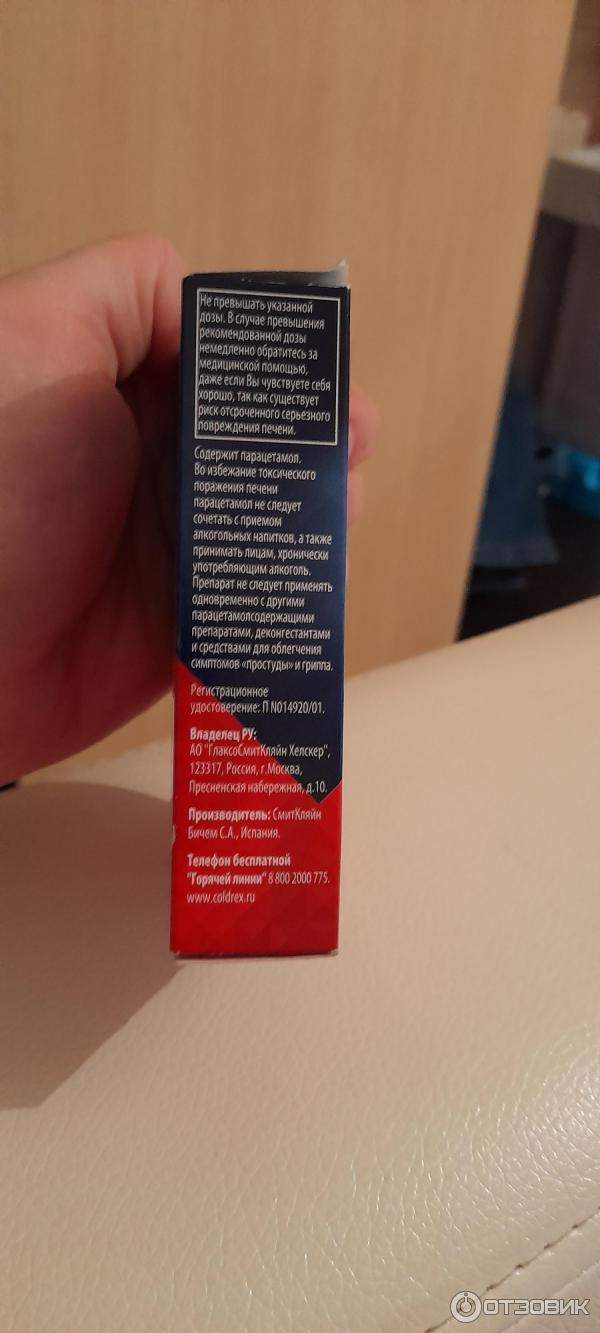 Не превышать указанной
дозы. В случае превышения
рекомендованной дозы
немедленно обратитесь за
медицинской помощью,
даже если Вы чувствуете себя
хорошо, так как существует
риск отсроченного серьезного
повреждения печени.
Содержит парацетамол.
Во избежание токсического
поражения печени
парацетамол не следует
сочетать с приемом
алкогольных напитков, а также
принимать лицам, хронически
употребляющим алкоголь.
Препарат не следует применять
одновременно с другими
парацетамолсодержащими
препаратами, деконгестантами
и средствами для облегчения
симптомов «простуды» и гриппа.
Регистрационное
удостоверение: П N014920/01.
Владелец РУ:
АО "ГлаксоСмитКляйн Хелскер",
123317, Россия, г.Москва,
Пресненская набережная, д.10.
Производитель: СмитКляйн
Бичем С.А., Испания.
Телефон бесплатной
"Горячей линии" 8 800 2000 775.
www.coldrex.ru
ОТЗОВИК